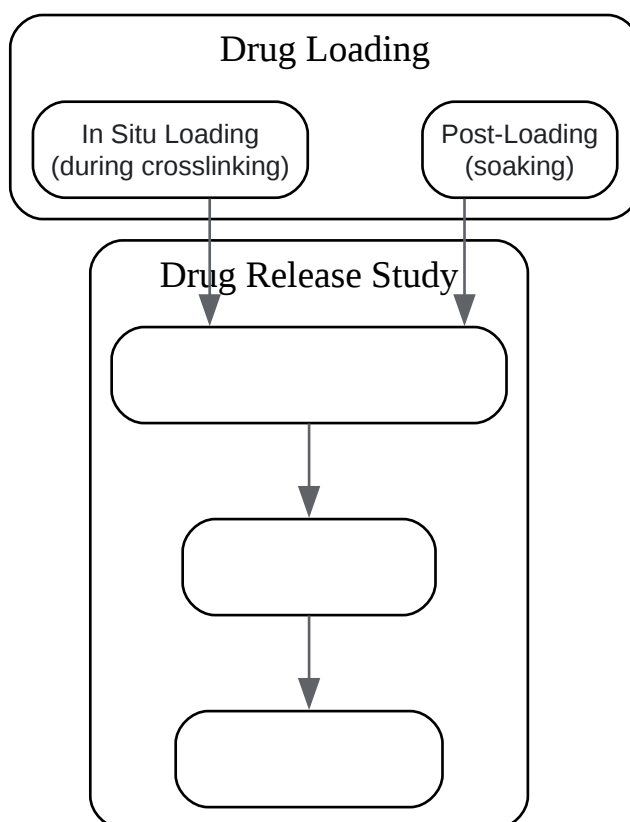 Drug Loading
In Situ Loading
(during crosslinking)
Post-Loading
(soaking)
Drug Release Study